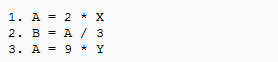 1. A = 2 * X
2. B = A / 3
3. A = 9 * Y